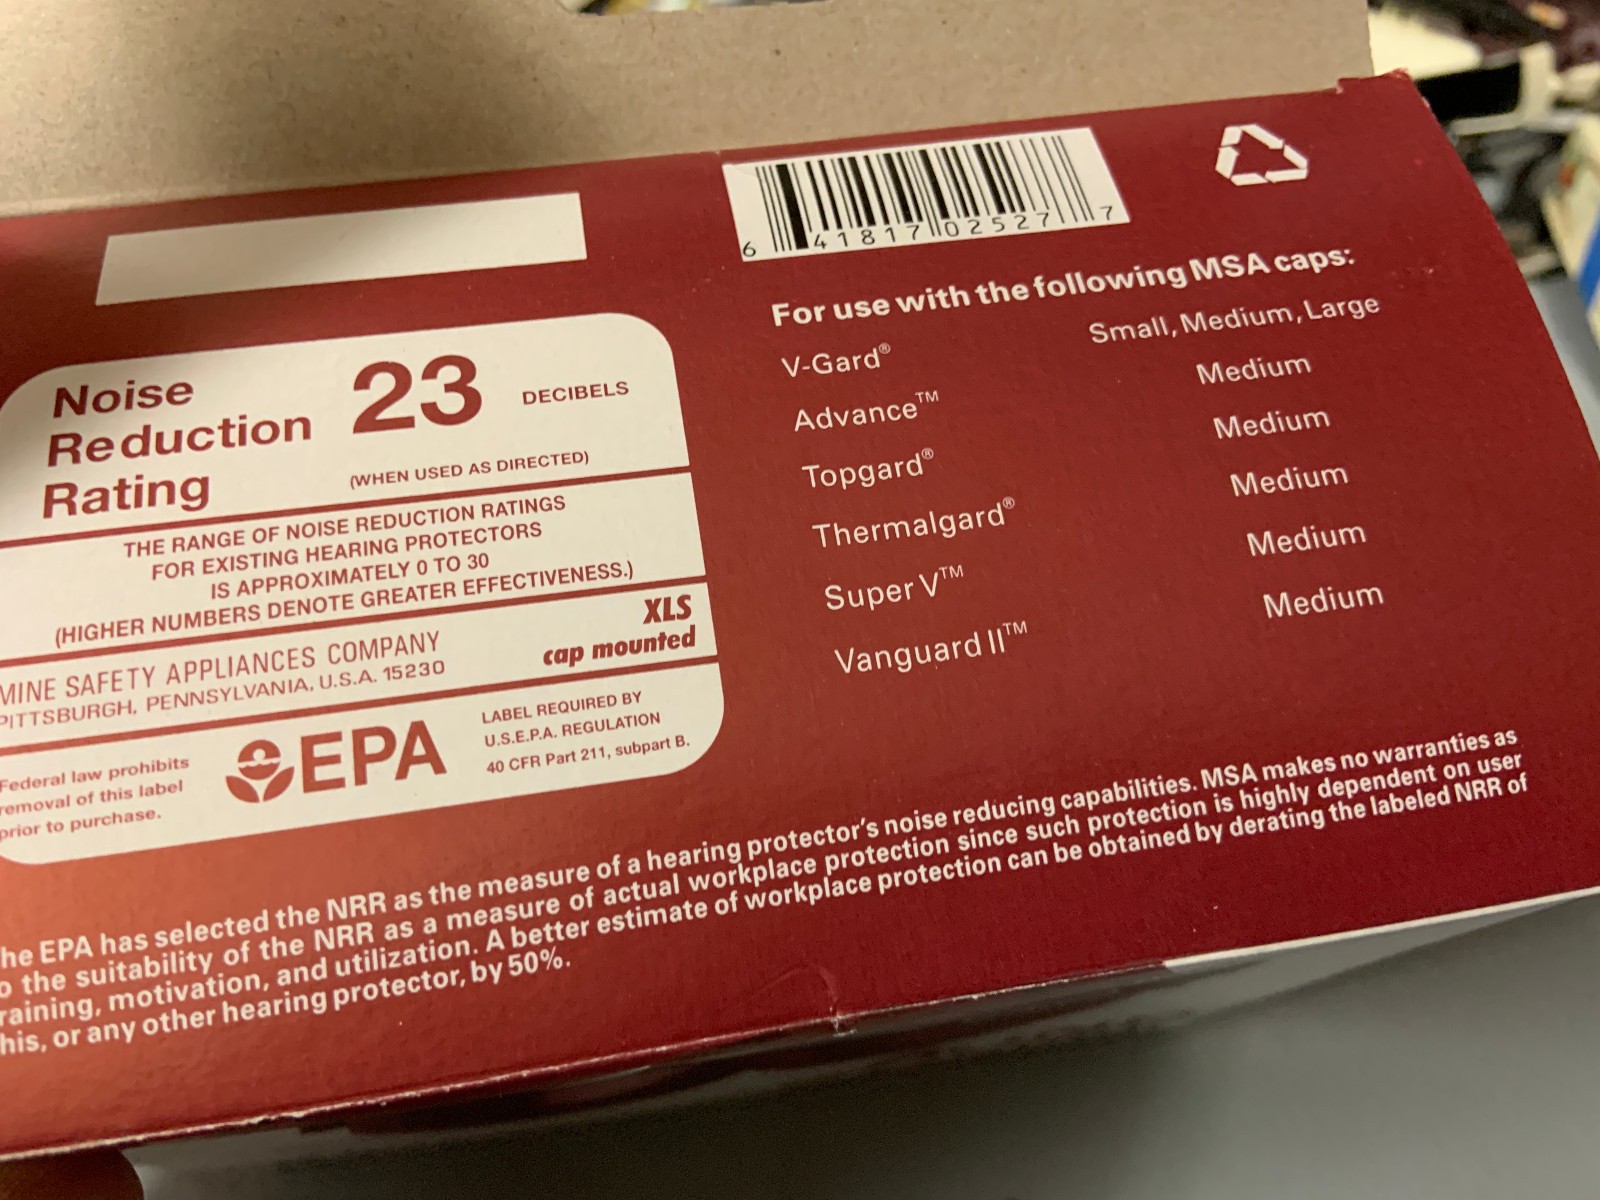 6 41817 02527 7
Noise
Reduction
Rating
23
DECIBELS
(WHEN USED AS DIRECTED)
THE RANGE OF NOISE REDUCTION RATINGS
FOR EXISTING HEARING PROTECTORS
IS APPROXIMATELY 0 TO 30
(HIGHER NUMBERS DENOTE GREATER EFFECTIVENESS.)
MINE SAFETY APPLIANCES COMPANY
PITTSBURGH, PENNSYLVANIA, U.S.A. 15230
XLS
cap mounted
Federal law prohibits
removal of this label
prior to purchase.
EPA
LABEL REQUIRED BY
U.S.E.P.A. REGULATION
40 CFR Part 211, subpart B.
For use with the following MSA caps:
V-Gard® Small, Medium, Large
Advance™ Medium
Topgard® Medium
Thermalgard® Medium
Super V™ Medium
Vanguard II™ Medium
he EPA has selected the NRR as the measure of a hearing protector's noise reducing capabilities. MSA makes no warranties as
o the suitability of the NRR as a measure of actual workplace protection since such protection is highly dependent on user
raining, motivation, and utilization. A better estimate of workplace protection can be obtained by derating the labeled NRR of
his, or any other hearing protector, by 50%.